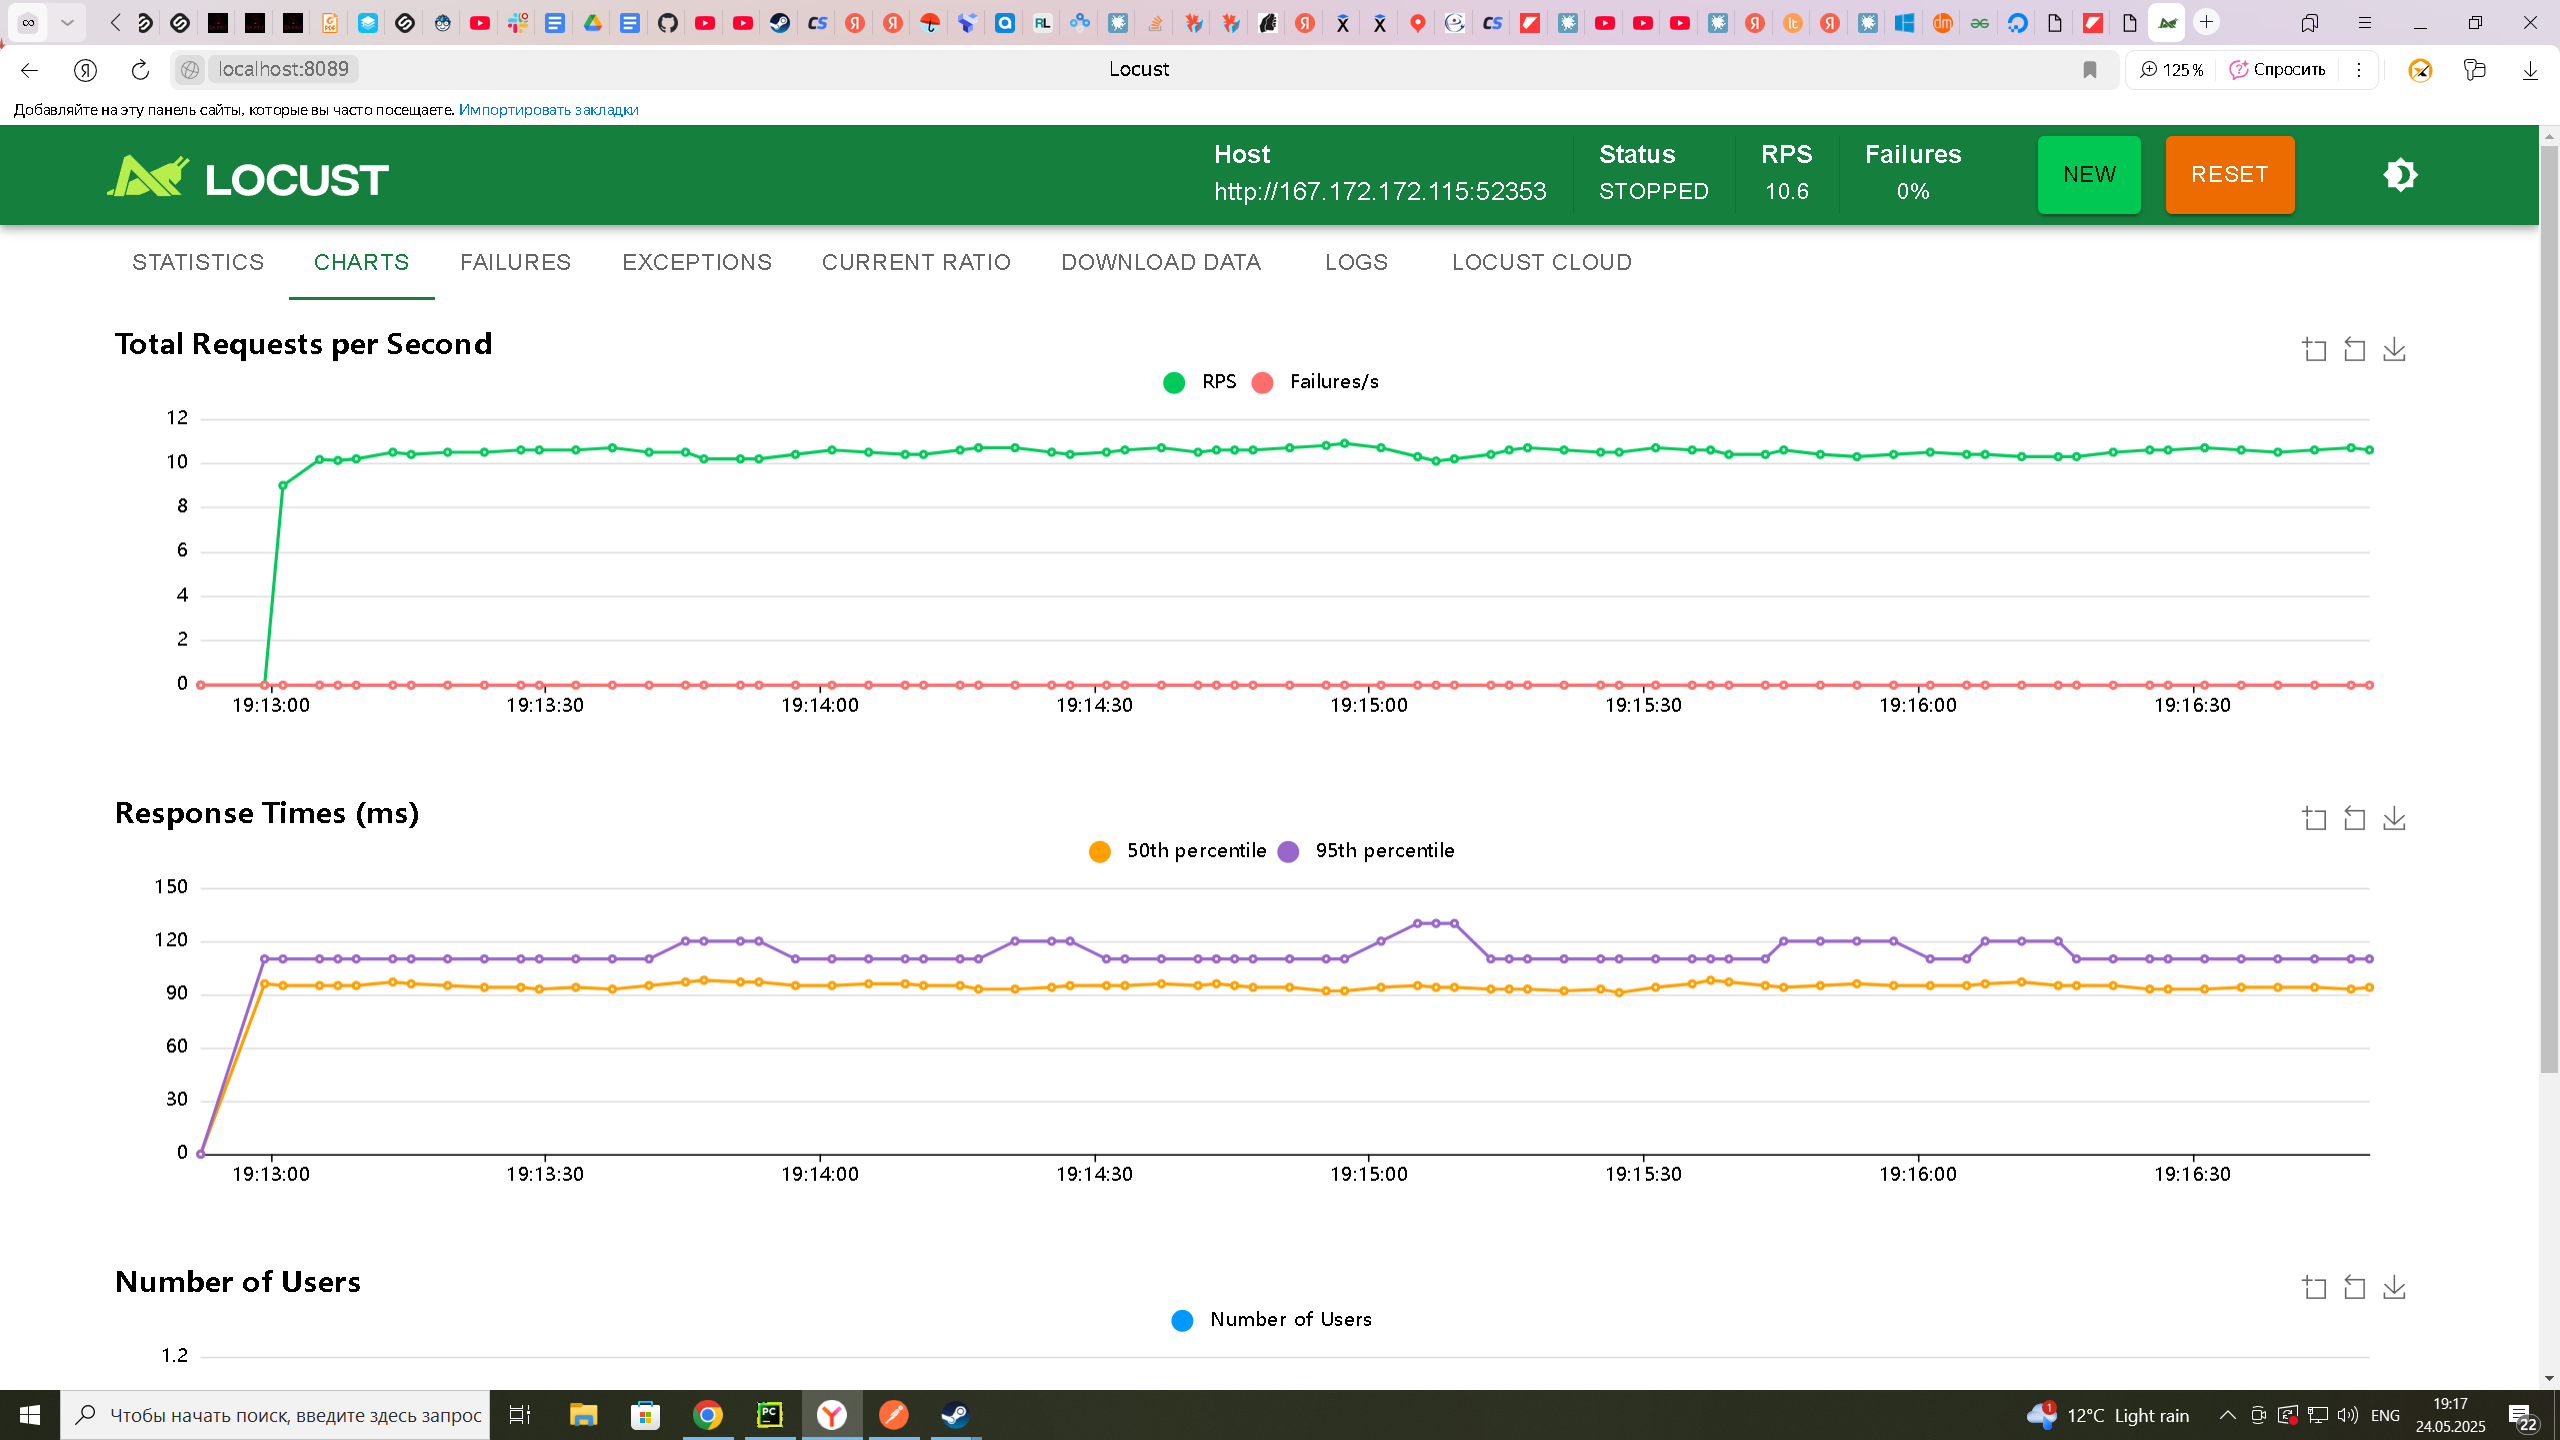 localhost:8089
Locust
125 %
Спросить
Добавляйте на эту панель сайты, которые вы часто посещаете. Импортировать закладки
LOCUST
Host
http://167.172.172.115:52353
Status
STOPPED
RPS
10.6
Failures
0%
NEW
RESET
STATISTICS
CHARTS
FAILURES
EXCEPTIONS
CURRENT RATIO
DOWNLOAD DATA
LOGS
LOCUST CLOUD
Total Requests per Second
RPS
Failures/s
12
10
8
6
4
2
0
19:13:00
19:13:30
19:14:00
19:14:30
19:15:00
19:15:30
19:16:00
19:16:30
Response Times (ms)
50th percentile
95th percentile
150
120
90
60
30
0
19:13:00
19:13:30
19:14:00
19:14:30
19:15:00
19:15:30
19:16:00
19:16:30
Number of Users
Number of Users
1.2
Чтобы начать поиск, введите здесь запрос
1
12°C Light rain
ENG
19:17
24.05.2025
22